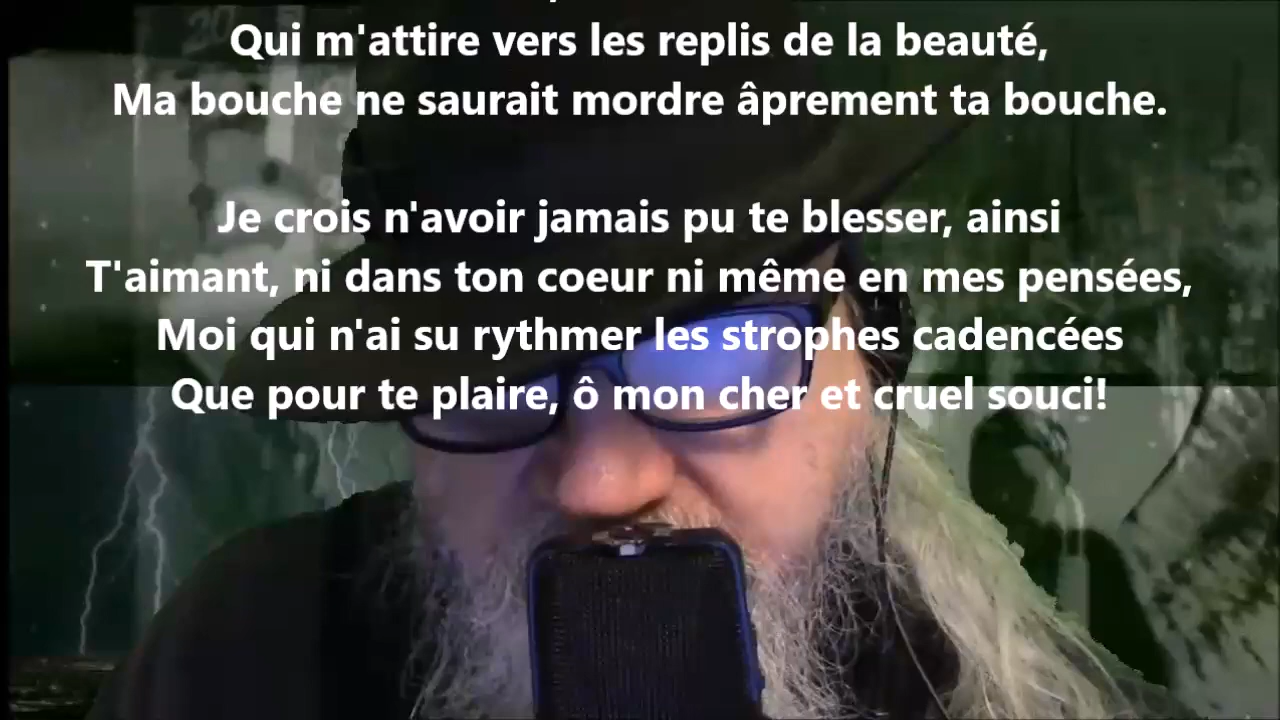 Qui m'attire vers les replis de la beauté,
Ma bouche ne saurait mordre âprement ta bouche.
Je crois n'avoir jamais pu te blesser, ainsi
T'aimant, ni dans ton coeur ni même en mes pensées,
Moi qui n'ai su rythmer les strophes cadencées
Que pour te plaire, ô mon cher et cruel souci!